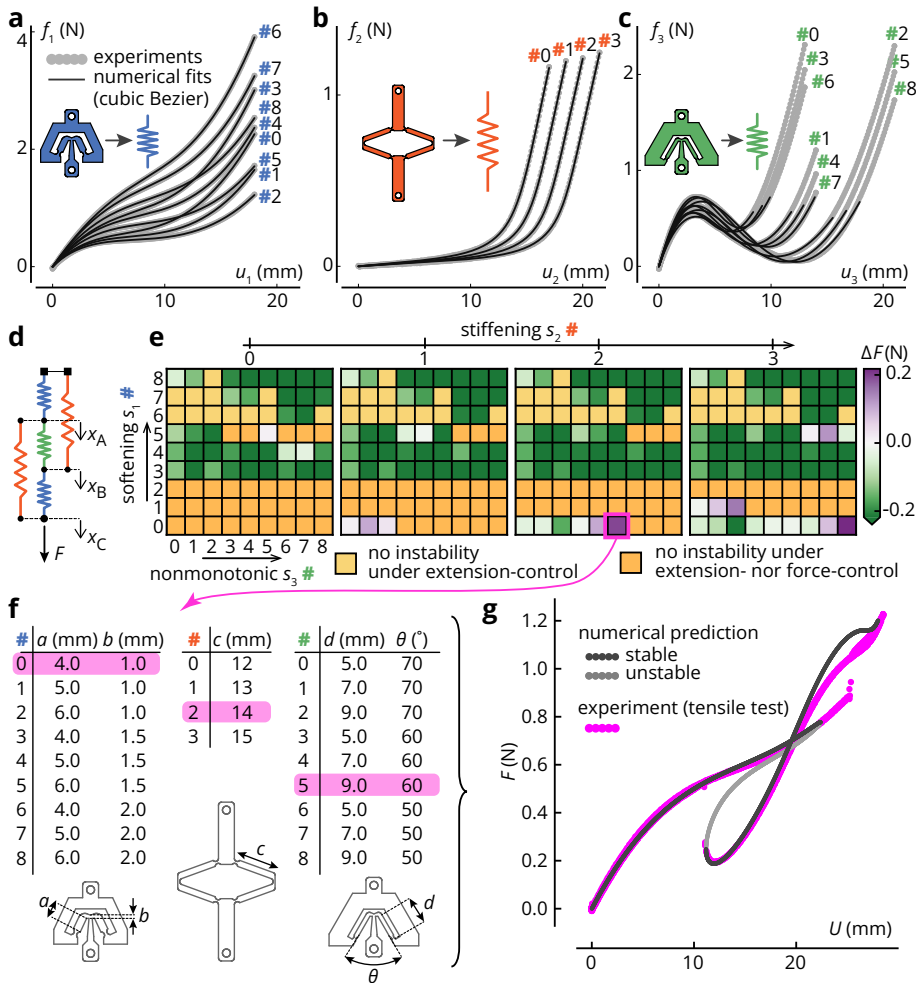 a
f1 (N)
4
2
0
0
10
20
u1 (mm)
experiments
numerical fits
(cubic Bezier)
#6
#7
#3
#8
#4
#0
#5
#1
#2
b
f2 (N)
1
0
0
10
20
u2 (mm)
#0 #1 #2 #3
c
f3 (N)
2
1
0
0
10
20
u3 (mm)
#0
#3
#6
#1
#4
#7
#2
#5
#8
d
xA
xB
xC
F
e
stiffening s2 #
0 1 2 3
softening s1 #
8
7
6
5
4
3
2
1
0
0 1 2 3 4 5 6 7 8
nonmonotonic s3 #
ΔF (N)
0.2
0.0
-0.2
no instability
under extension-control
no instability under
extension- nor force-control
f
# a (mm) b (mm)
0 4.0 1.0
1 5.0 1.0
2 6.0 1.0
3 4.0 1.5
4 5.0 1.5
5 6.0 1.5
6 4.0 2.0
7 5.0 2.0
8 6.0 2.0
a
b
# c (mm)
0 12
1 13
2 14
3 15
c
# d (mm) θ (°)
0 5.0 70
1 7.0 70
2 9.0 70
3 5.0 60
4 7.0 60
5 9.0 60
6 5.0 50
7 7.0 50
8 9.0 50
d
θ
g
F (N)
1.2
1.0
0.8
0.6
0.4
0.2
0.0
0
10
20
U (mm)
numerical prediction
stable
unstable
experiment (tensile test)